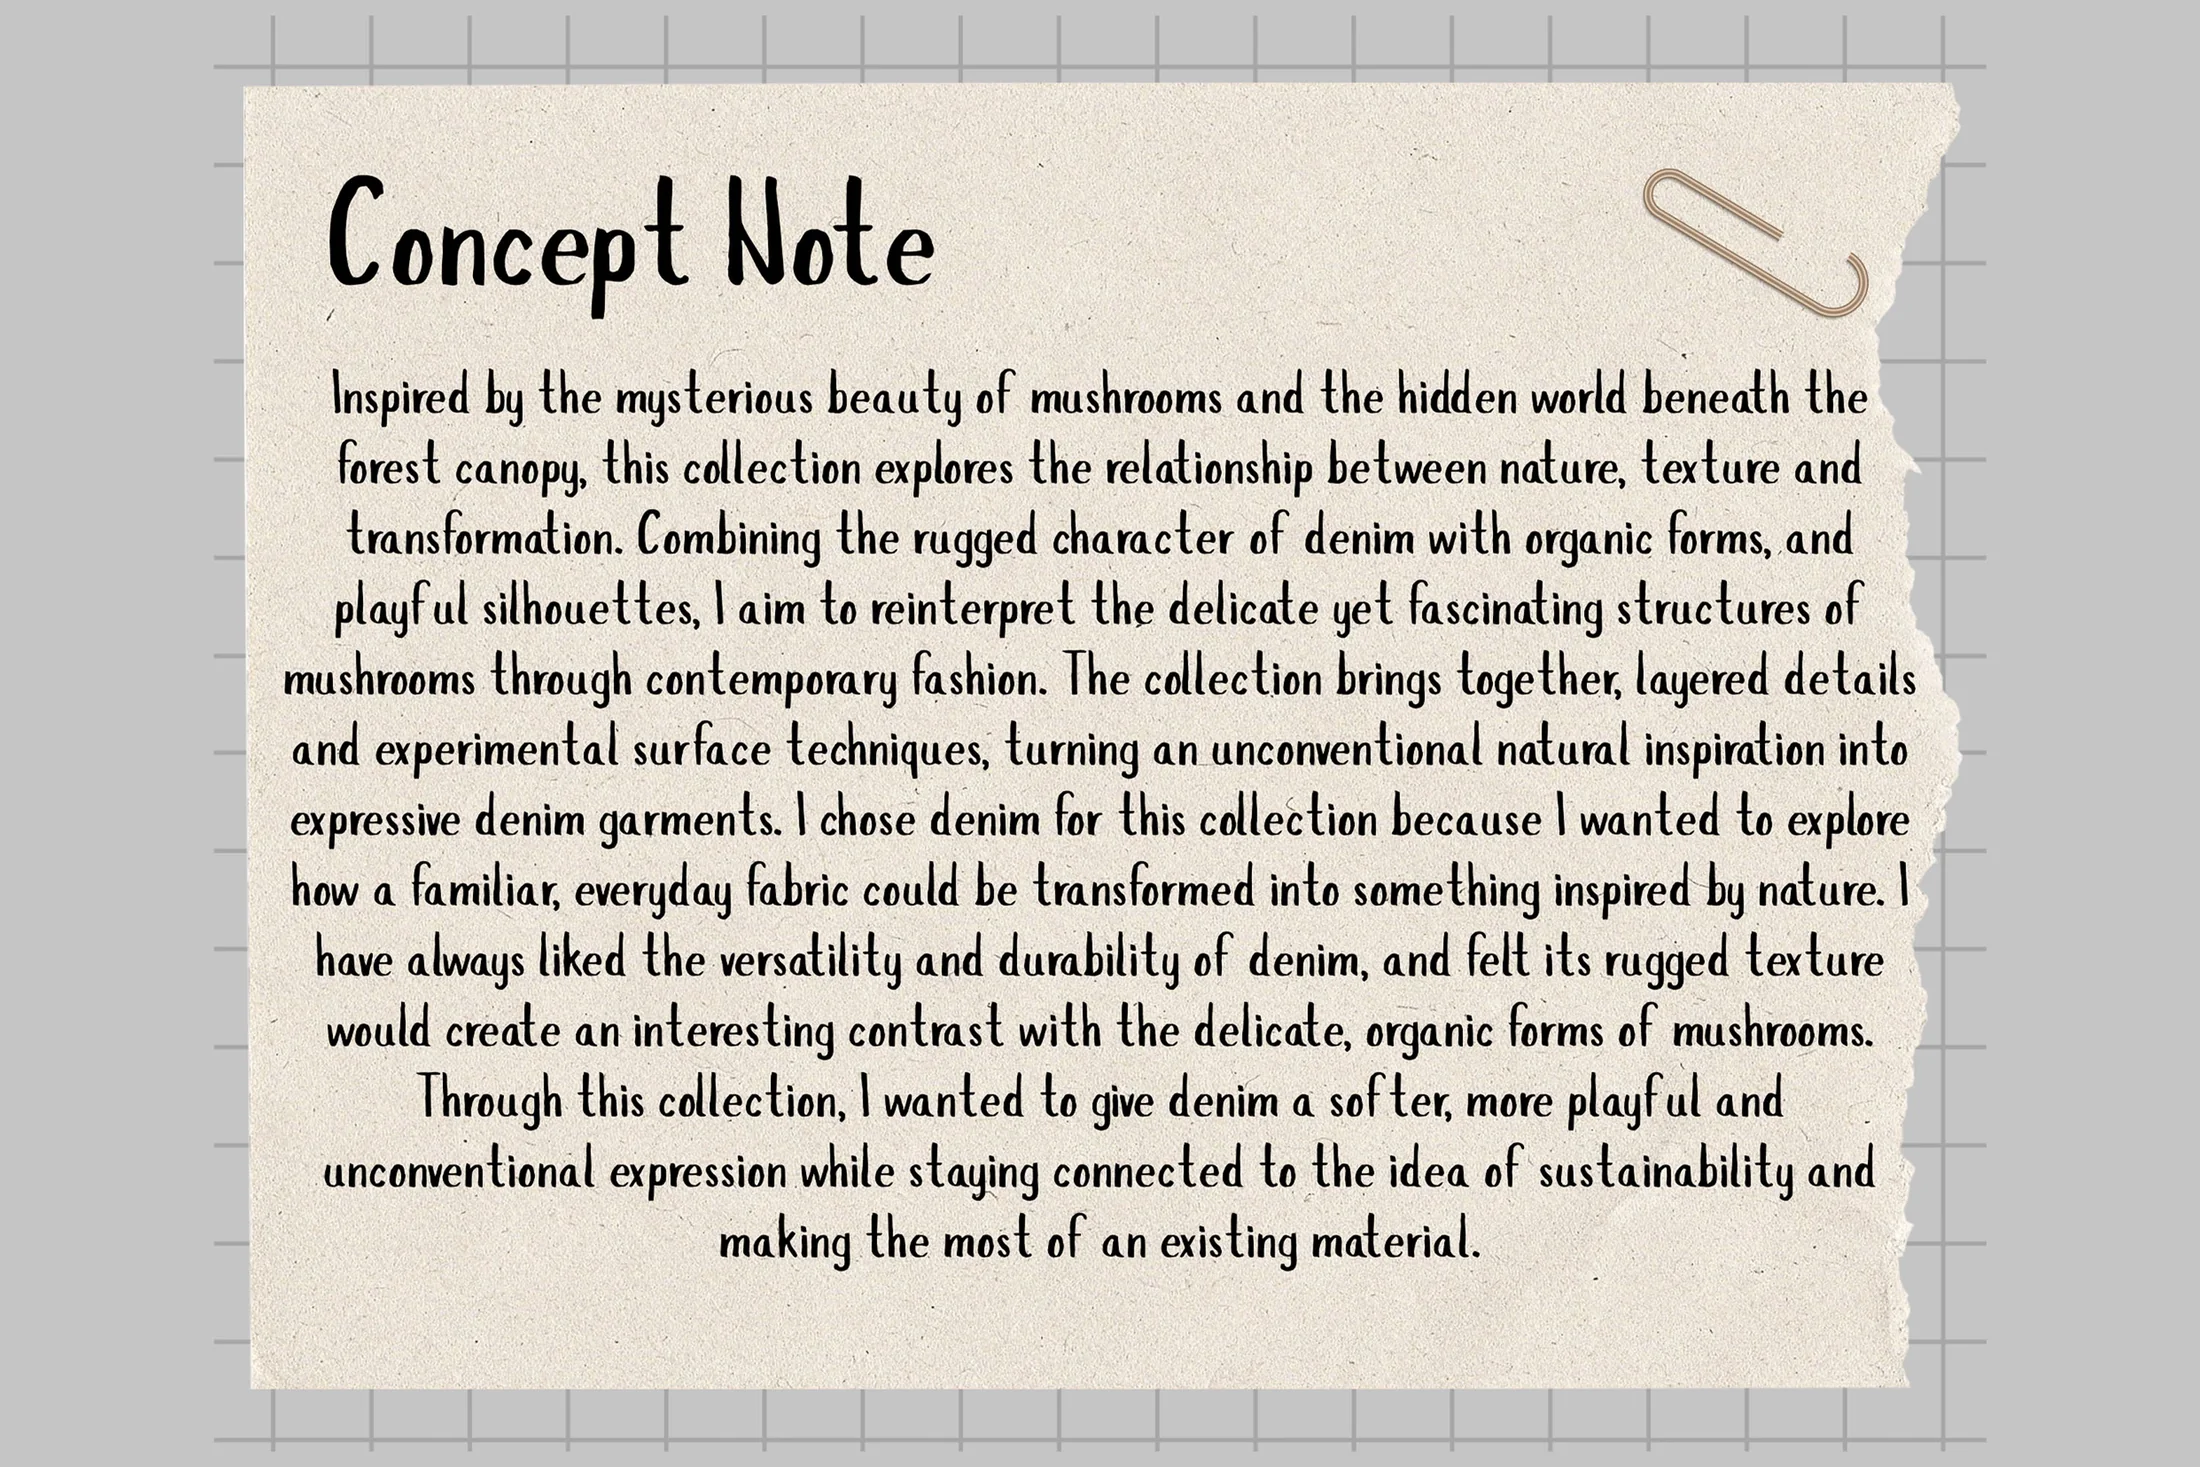 Concept Note
Inspired by the mysterious beauty of mushrooms and the hidden world beneath the
forest canopy, this collection explores the relationship between nature, texture and
transformation. Combining the rugged character of denim with organic forms, and
playful silhouettes, I aim to reinterpret the delicate yet fascinating structures of
mushrooms through contemporary fashion. The collection brings together, layered details
and experimental surface techniques, turning an unconventional natural inspiration into
expressive denim garments. I chose denim for this collection because I wanted to explore
how a familiar, everyday fabric could be transformed into something inspired by nature. I
have always liked the versatility and durability of denim, and felt its rugged texture
would create an interesting contrast with the delicate, organic forms of mushrooms.
Through this collection, I wanted to give denim a softer, more playful and
unconventional expression while staying connected to the idea of sustainability and
making the most of an existing material.